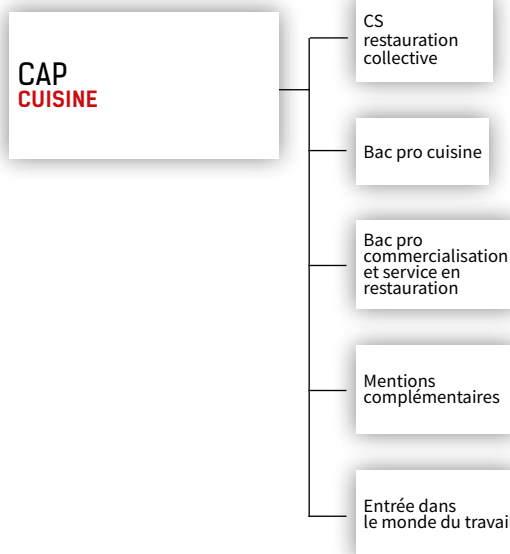 CAP
CUISINE
CS
restauration
collective
Bac pro cuisine
Bac pro
commercialisation
et service en
restauration
Mentions
complémentaires
Entrée dans
le monde du travail